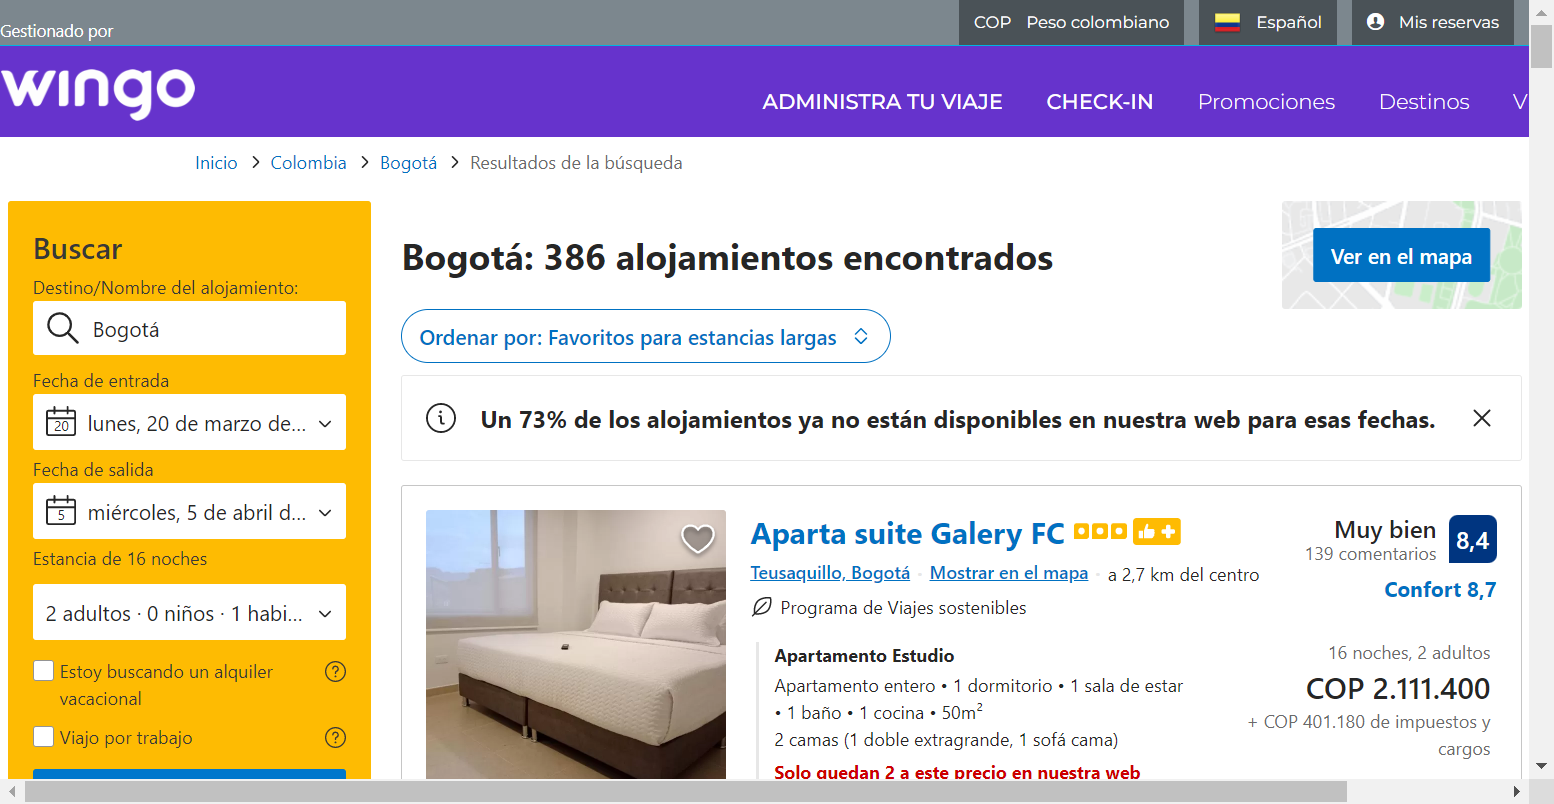 Gestionado por
COP Peso colombiano
Español
Mis reservas
wingo
ADMINISTRA TU VIAJE
CHECK-IN
Promociones
Destinos
V
Inicio > Colombia > Bogotá > Resultados de la búsqueda
Buscar
Destino/Nombre del alojamiento:
Bogotá
Fecha de entrada
20
lunes, 20 de marzo de...
Fecha de salida
5
miércoles, 5 de abril d...
Estancia de 16 noches
2 adultos · 0 niños · 1 habi...
Estoy buscando un alquiler
vacacional
?
Viajo por trabajo
?
Bogotá: 386 alojamientos encontrados
Ver en el mapa
Ordenar por: Favoritos para estancias largas
Un 73% de los alojamientos ya no están disponibles en nuestra web para esas fechas.
Aparta suite Galery FC
Teusaquillo, Bogotá · Mostrar en el mapa · a 2,7 km del centro
Programa de Viajes sostenibles
Muy bien
139 comentarios
8,4
Confort 8,7
Apartamento Estudio
Apartamento entero • 1 dormitorio • 1 sala de estar
• 1 baño • 1 cocina • 50m²
2 camas (1 doble extragrande, 1 sofá cama)
Solo quedan 2 a este precio en nuestra web
16 noches, 2 adultos
COP 2.111.400
+ COP 401.180 de impuestos y
cargos